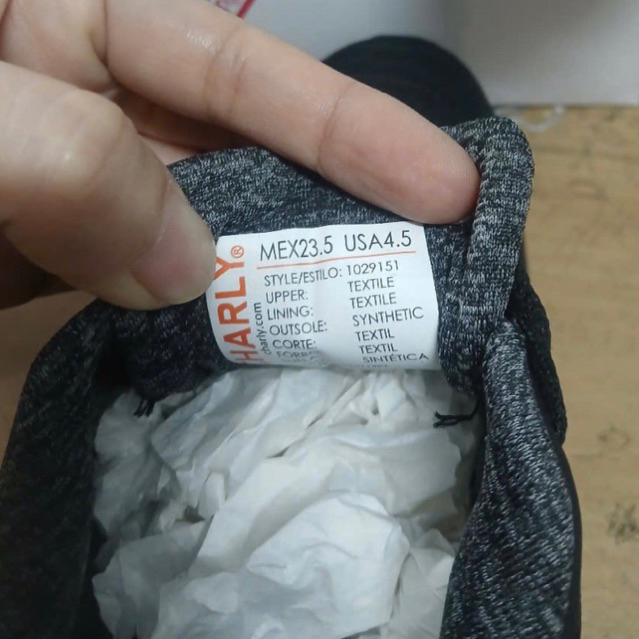 MEX23.5 USA4.5
STYLE/ESTILO: 1029151
UPPER: TEXTILE
LINING: TEXTILE
OUTSOLE: SYNTHETIC
CORTE: TEXTIL
TEXTIL
SINTÉTICA
HARLY®
charly.com